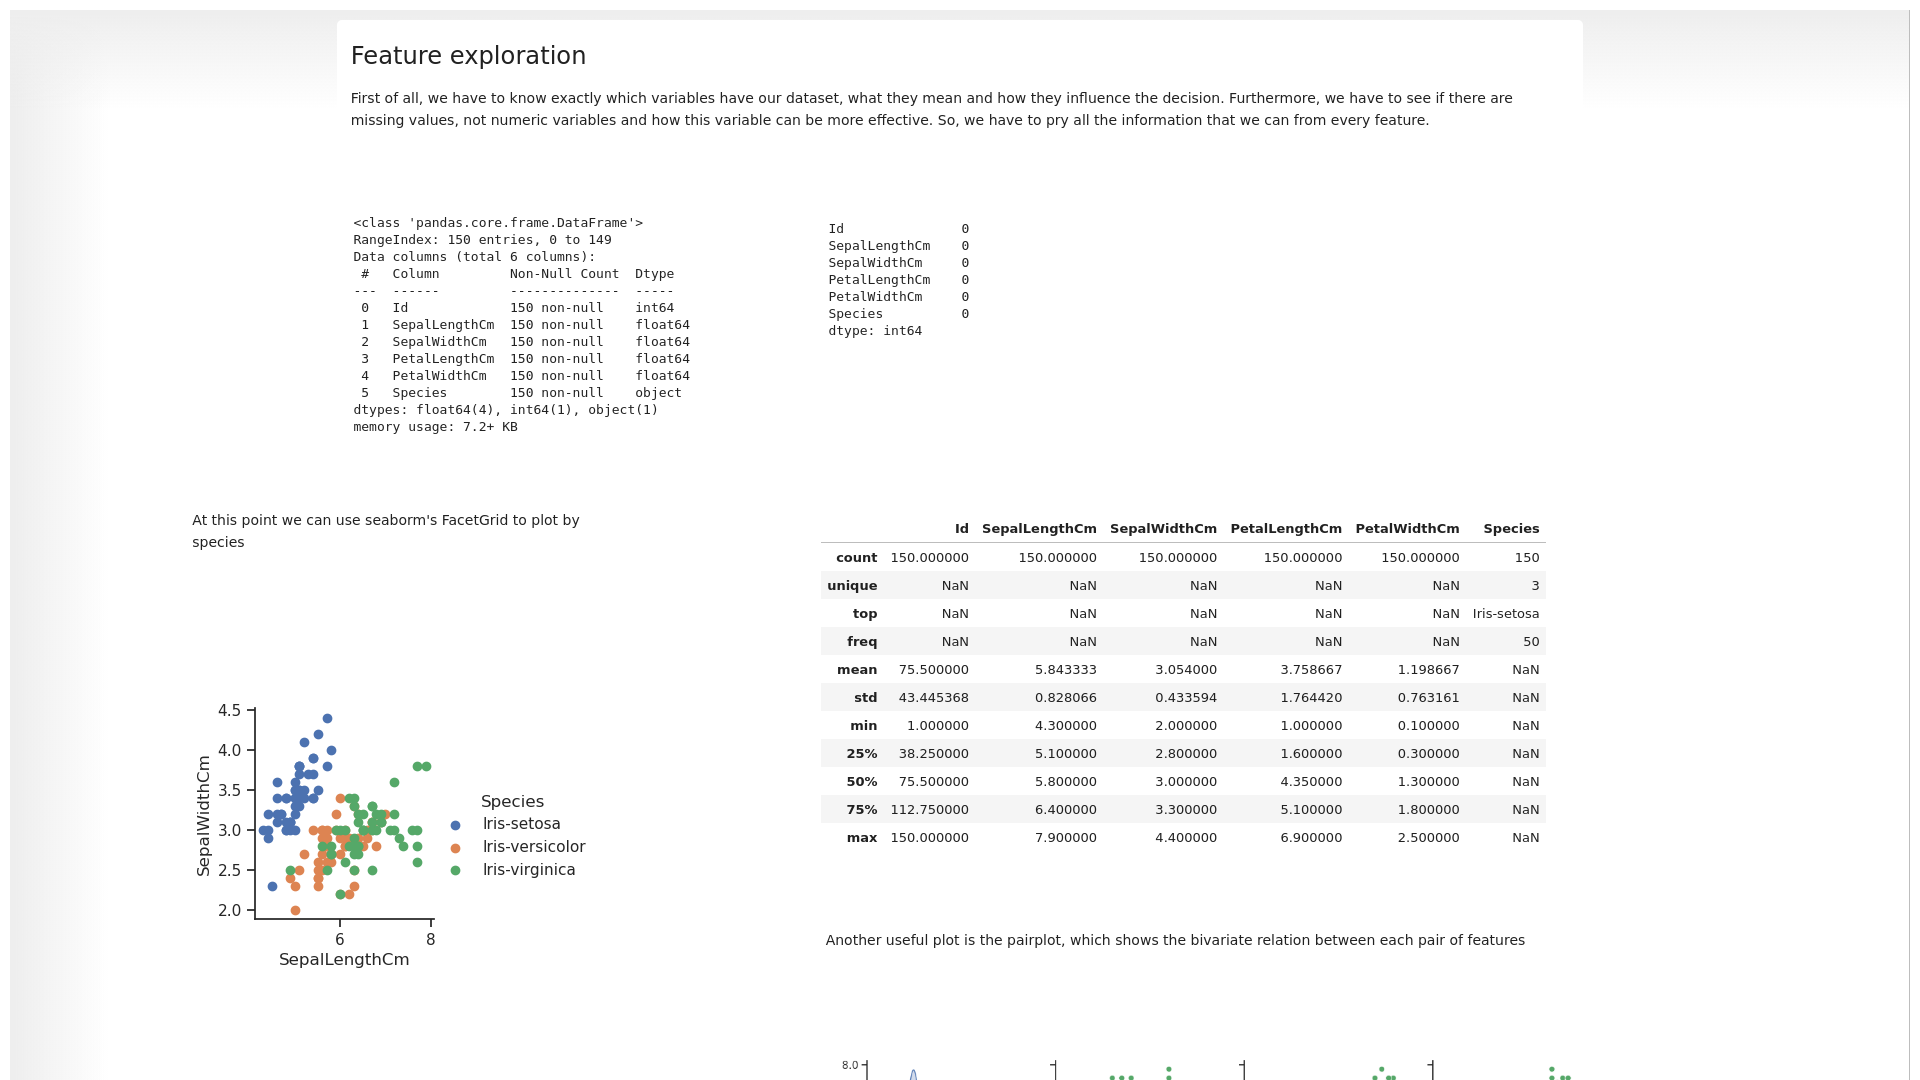 Feature exploration
First of all, we have to know exactly which variables have our dataset, what they mean and how they influence the decision. Furthermore, we have to see if there are
missing values, not numeric variables and how this variable can be more effective. So, we have to pry all the information that we can from every feature.
<class 'pandas.core.frame.DataFrame'>
RangeIndex: 150 entries, 0 to 149
Data columns (total 6 columns):
 #   Column         Non-Null Count  Dtype
---  ------         --------------  -----
 0   Id             150 non-null    int64
 1   SepalLengthCm  150 non-null    float64
 2   SepalWidthCm   150 non-null    float64
 3   PetalLengthCm  150 non-null    float64
 4   PetalWidthCm   150 non-null    float64
 5   Species        150 non-null    object
dtypes: float64(4), int64(1), object(1)
memory usage: 7.2+ KB
Id               0
SepalLengthCm    0
SepalWidthCm     0
PetalLengthCm    0
PetalWidthCm     0
Species          0
dtype: int64
At this point we can use seaborm's FacetGrid to plot by
species
4.5
4.0
3.5
3.0
2.5
2.0
SepalWidthCm
6 8
SepalLengthCm
Species
Iris-setosa
Iris-versicolor
Iris-virginica
Id SepalLengthCm SepalWidthCm PetalLengthCm PetalWidthCm Species
count 150.000000 150.000000 150.000000 150.000000 150.000000 150
unique NaN NaN NaN NaN NaN 3
top NaN NaN NaN NaN NaN Iris-setosa
freq NaN NaN NaN NaN NaN 50
mean 75.500000 5.843333 3.054000 3.758667 1.198667 NaN
std 43.445368 0.828066 0.433594 1.764420 0.763161 NaN
min 1.000000 4.300000 2.000000 1.000000 0.100000 NaN
25% 38.250000 5.100000 2.800000 1.600000 0.300000 NaN
50% 75.500000 5.800000 3.000000 4.350000 1.300000 NaN
75% 112.750000 6.400000 3.300000 5.100000 1.800000 NaN
max 150.000000 7.900000 4.400000 6.900000 2.500000 NaN
Another useful plot is the pairplot, which shows the bivariate relation between each pair of features
8.0